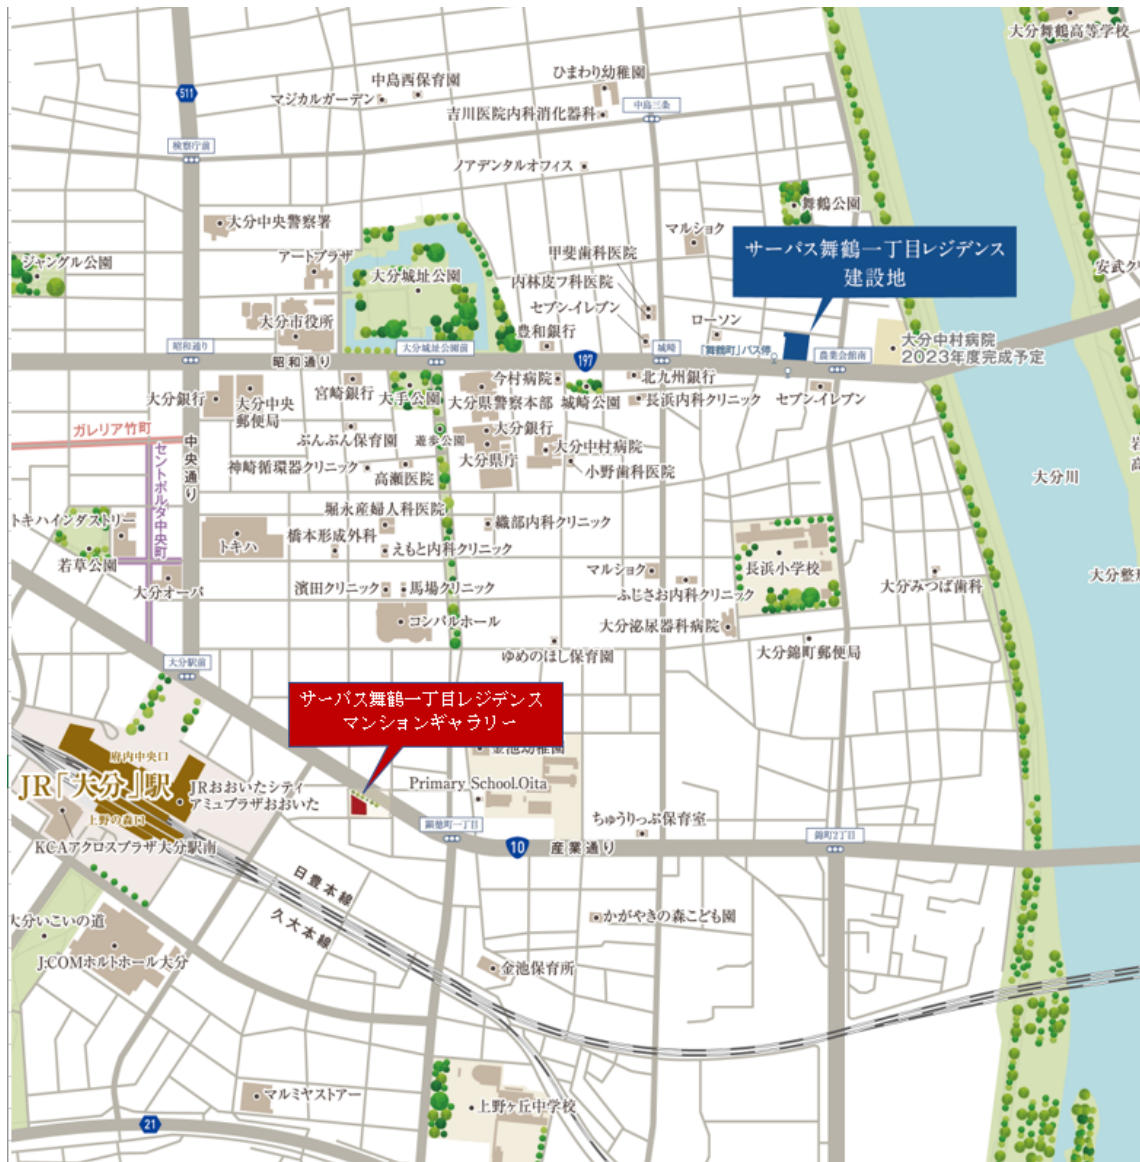 大分舞鶴高等学校
ひまわり幼稚園
中島西保育園
511
マジカルガーデン
中島三条
吉川医院内科消化器科
検察庁前
ノアデンタルオフィス
舞鶴公園
大分中央警察署
マルショク
サーパス舞鶴一丁目レジデンス
建設地
ジャングル公園
アートプラザ
甲斐歯科医院
大分城址公園
内林皮フ科医院
安武ク
セブン-イレブン
ローソン
大分市役所
豊和銀行
昭和通り
昭和通り
大分城址公園前
197
城崎
「舞鶴町」バス停
農業会館南
大分中村病院
2023年度完成予定
今村病院
北九州銀行
大分銀行
大分中央
郵便局
宮崎銀行
大手公園
大分県警察本部
城崎公園
長浜内科クリニック
セブン-イレブン
ガレリア竹町
中央通り
ぶんぶん保育園
遊歩公園
大分銀行
大分県庁
大分中村病院
セントポルタ中央町
神崎循環器クリニック
高瀬医院
小野歯科医院
大分川
トキハインダストリー
堀永産婦人科医院
橋本形成外科
織部内科クリニック
トキハ
えもと内科クリニック
若草公園
大分オーパ
濱田クリニック
馬場クリニック
マルショク
長浜小学校
ふじさお内科クリニック
大分みつば歯科
大分整形
コンパルホール
大分泌尿器科病院
ゆめのほし保育園
大分錦町郵便局
大分駅前
サーパス舞鶴一丁目レジデンス
マンションギャラリー
金池幼稚園
府内中央口
JR「大分」駅
JRおおいたシティ
アミュプラザおおいた
Primary School.Oita
上野の森口
顕徳町一丁目
ちゅうりっぷ保育室
錦町2丁目
KCAアクロスプラザ大分駅南
10
産業通り
日豊本線
久大本線
大分いこいの道
かがやきの森こども園
J:COMホルトホール大分
金池保育所
マルミヤストアー
上野ヶ丘中学校
21